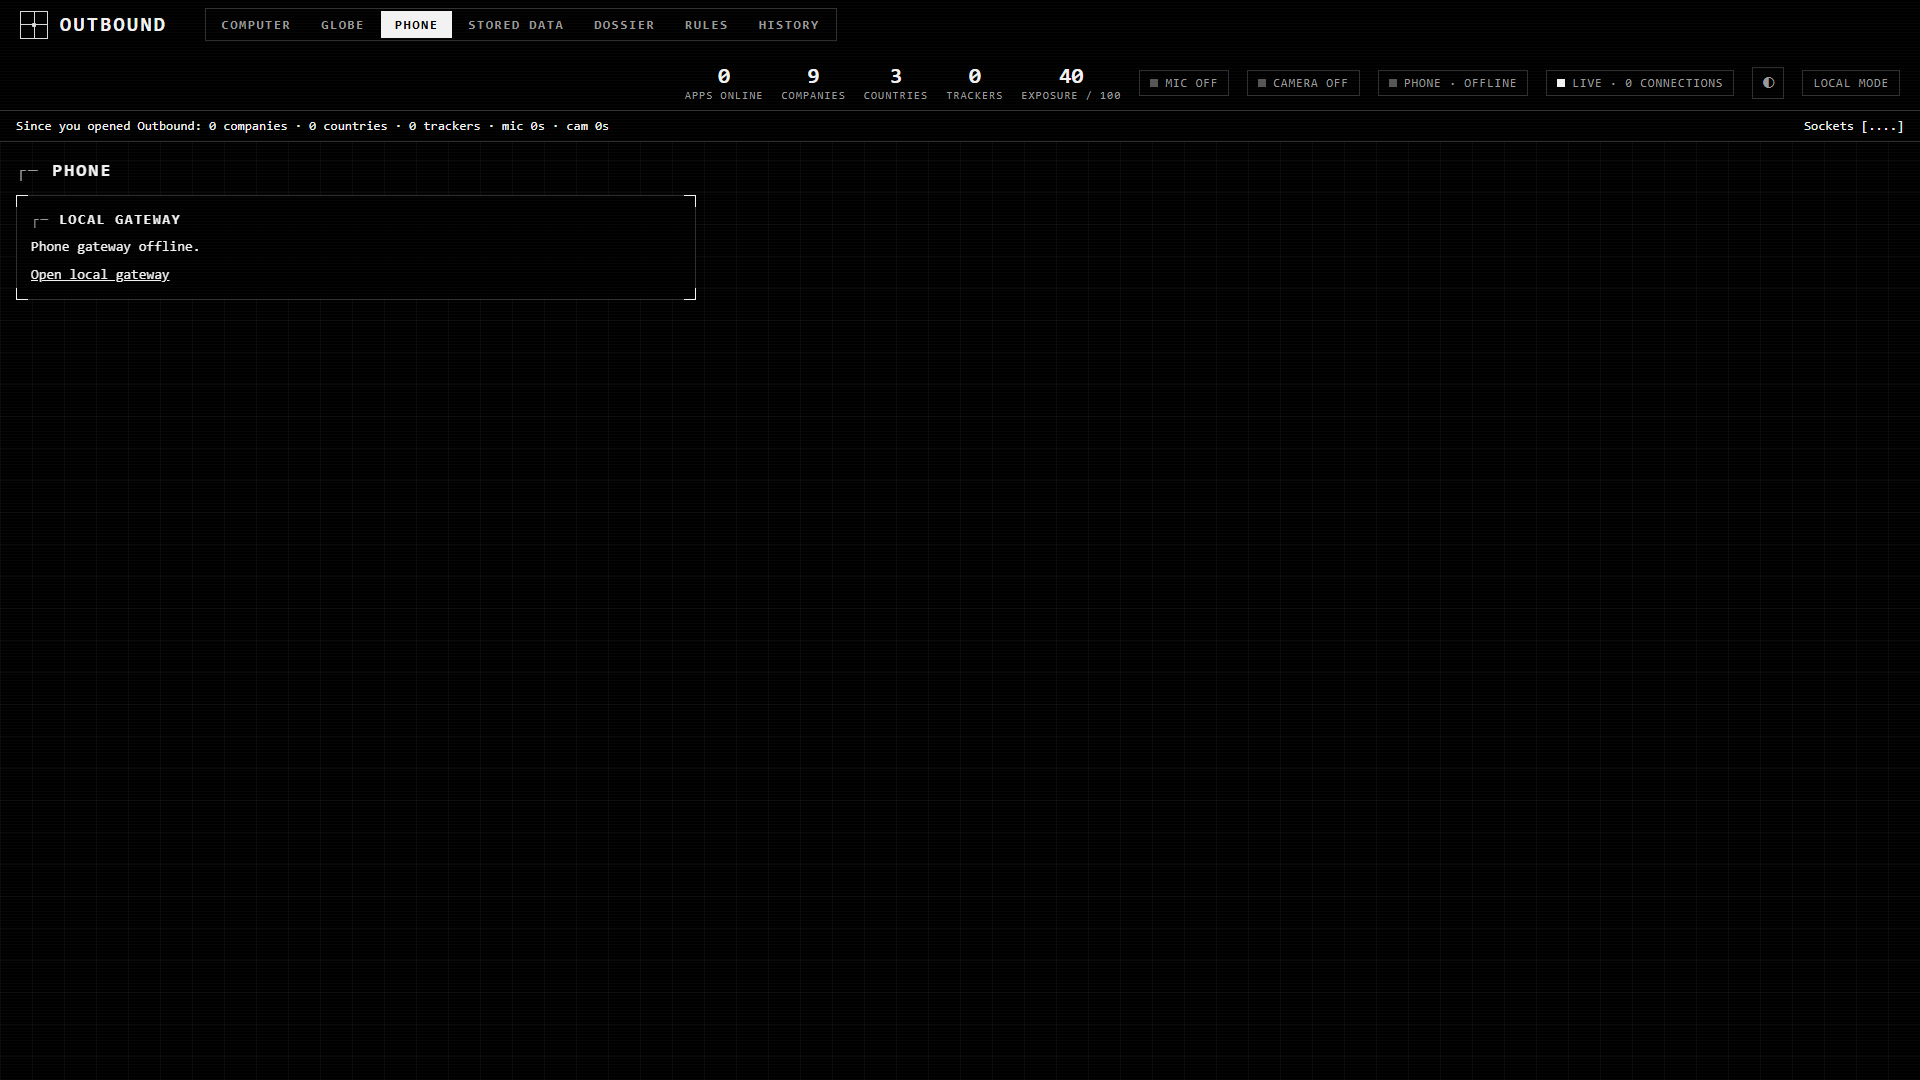 OUTBOUND
COMPUTER GLOBE PHONE STORED DATA DOSSIER RULES HISTORY
0 APPS ONLINE
9 COMPANIES
3 COUNTRIES
0 TRACKERS
40 EXPOSURE / 100
MIC OFF
CAMERA OFF
PHONE · OFFLINE
LIVE · 0 CONNECTIONS
LOCAL MODE
Since you opened Outbound: 0 companies · 0 countries · 0 trackers · mic 0s · cam 0s
Sockets [....]
┌─ PHONE
┌─ LOCAL GATEWAY
Phone gateway offline.
Open local gateway